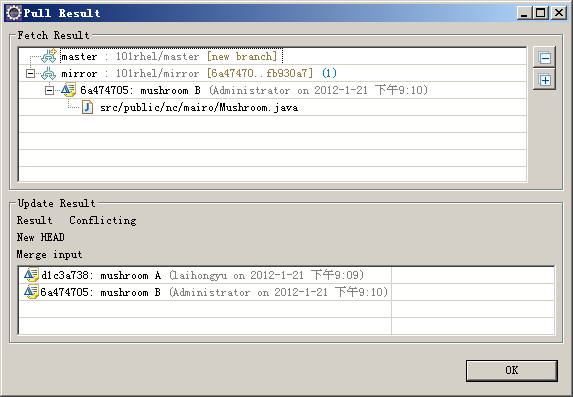 Pull Result
Fetch Result
master : 101rhel/master [new branch]
mirror : 101rhel/mirror [6a47470..fb930a7] (1)
6a474705: mushroom B (Administrator on 2012-1-21 下午9:10)
src/public/nc/mairo/Mushroom.java
Update Result
Result Conflicting
New HEAD
Merge input
d1c3a738: mushroom A (laihongyu on 2012-1-21 下午9:09)
6a474705: mushroom B (Administrator on 2012-1-21 下午9:10)
OK